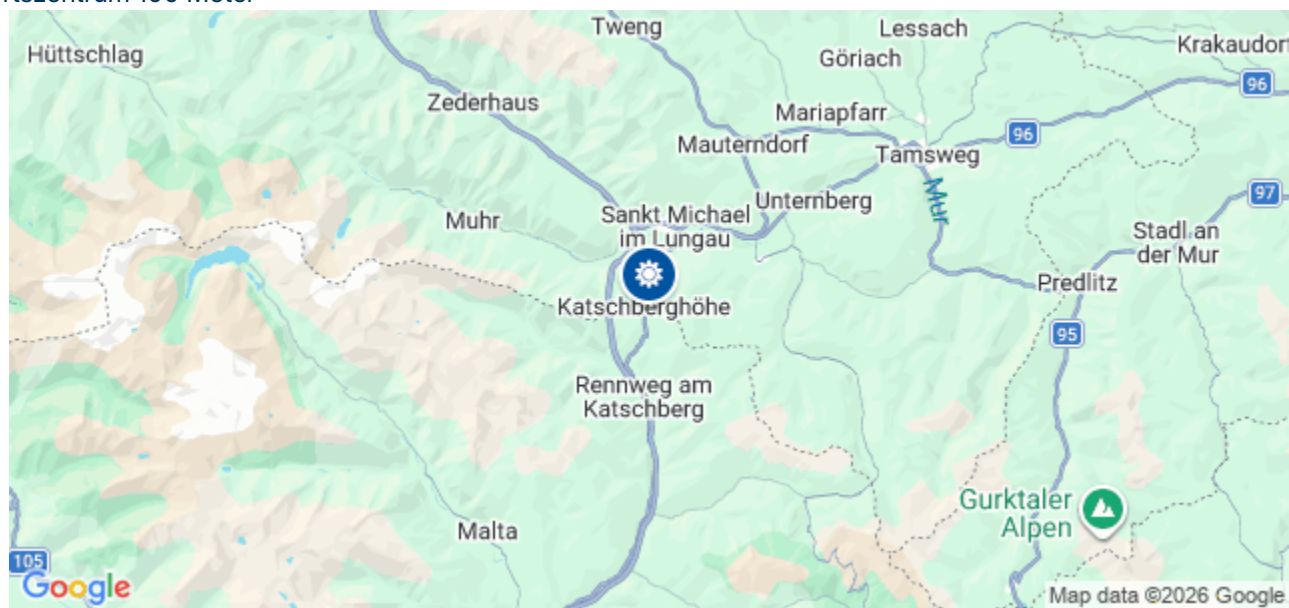 Tweng
Lessach
Hüttschlag
Göriach
Krakaudorf
96
Zederhaus
Mariapfarr
96
Mauterndorf
Tamsweg
Mur
97
Unternberg
Muhr
Sankt Michael
im Lungau
Stadl an
der Mur
Predlitz
Katschberghöhe
95
Rennweg am
Katschberg
Gurktaler
Alpen
Malta
105
Google
Map data ©2026 Google